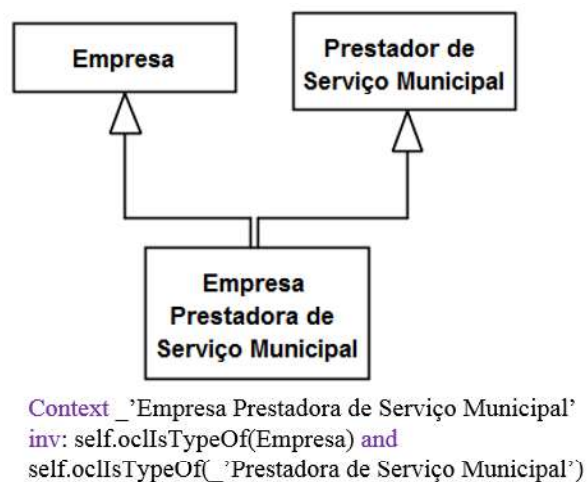 Empresa
Prestador de
Serviço Municipal
Empresa
Prestadora de
Serviço Municipal
Context _’Empresa Prestadora de Serviço Municipal’
inv: self.oclIsTypeOf(Empresa) and
self.oclIsTypeOf(_’Prestadora de Serviço Municipal’)